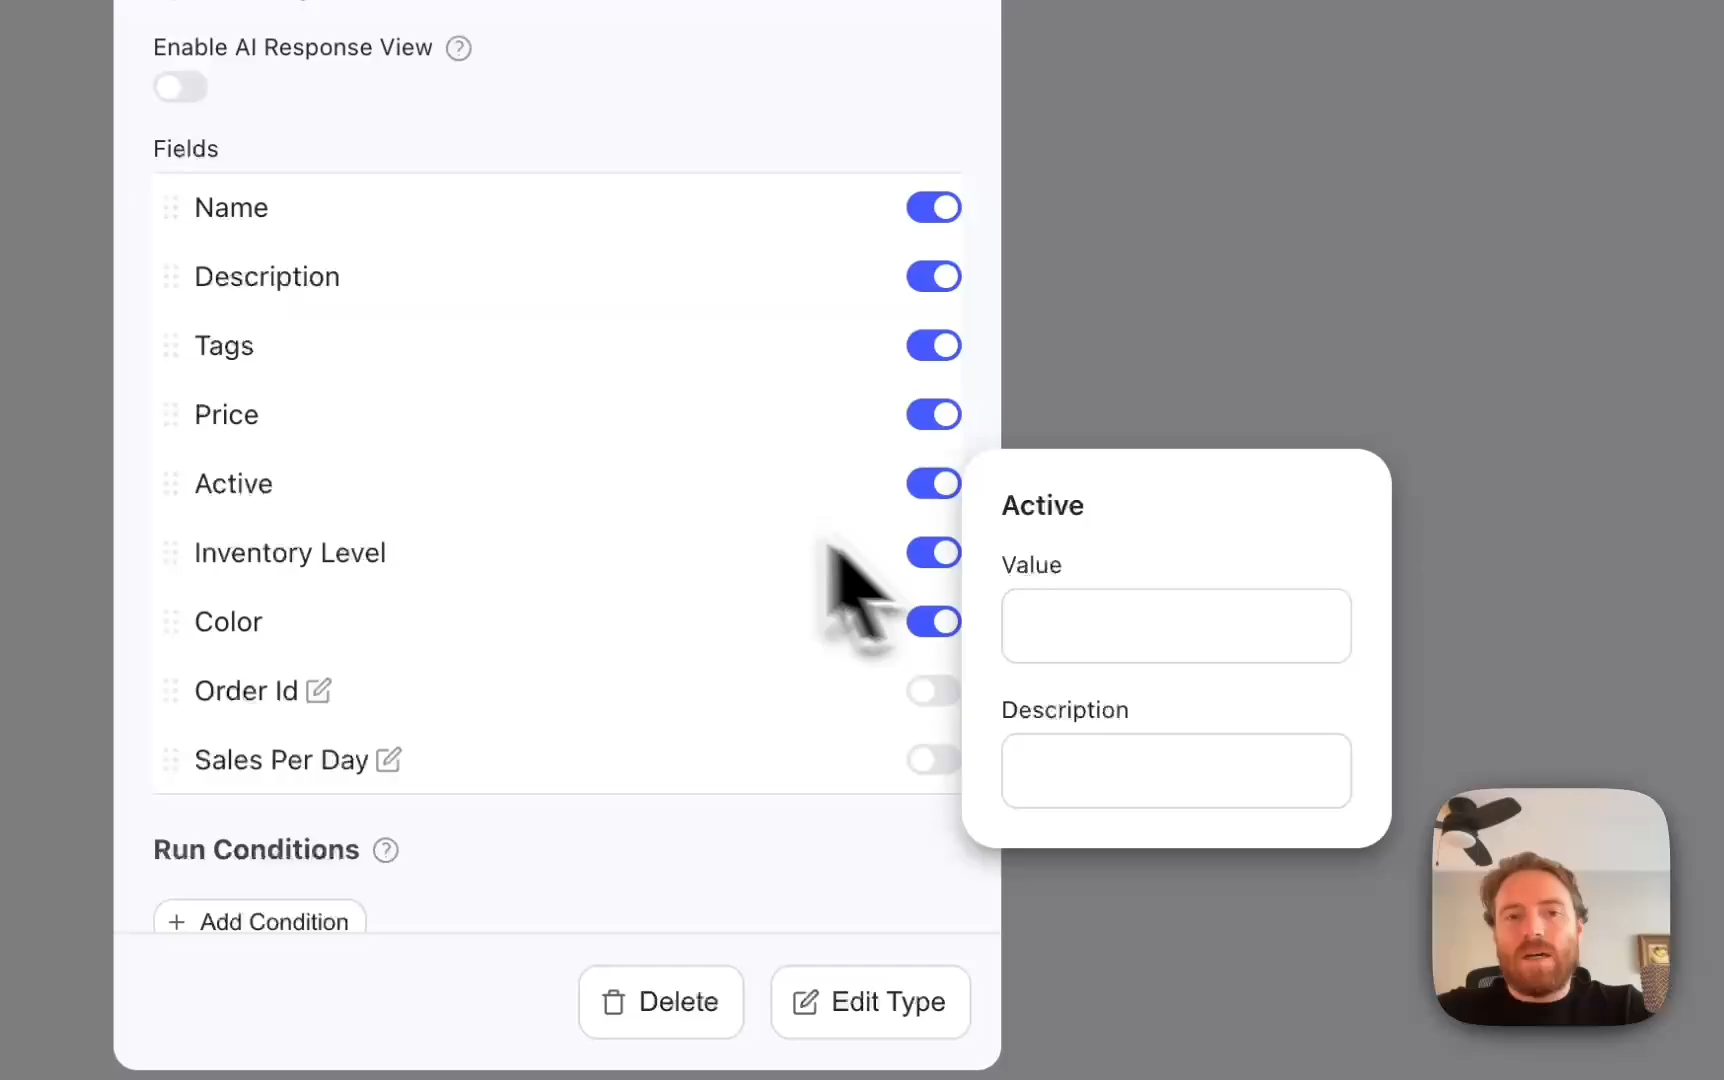 Enable AI Response View
Fields
Name
Description
Tags
Price
Active
Inventory Level
Color
Order Id
Sales Per Day
Run Conditions
+ Add Condition
Delete
Edit Type
Active
Value
Description